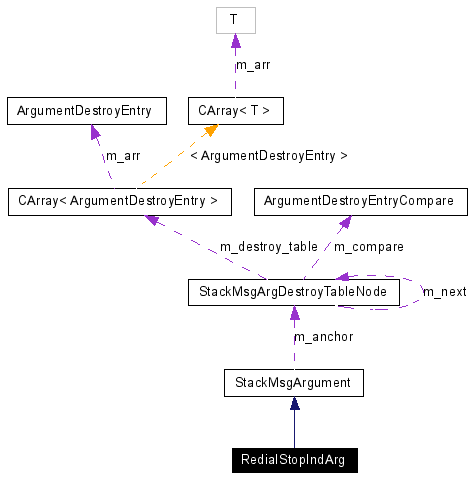 T
m_arr
ArgumentDestroyEntry
CArray< T >
m_arr
< ArgumentDestroyEntry >
CArray< ArgumentDestroyEntry >
ArgumentDestroyEntryCompare
m_destroy_table
m_compare
StackMsgArgDestroyTableNode
m_next
m_anchor
StackMsgArgument
RedialStopIndArg